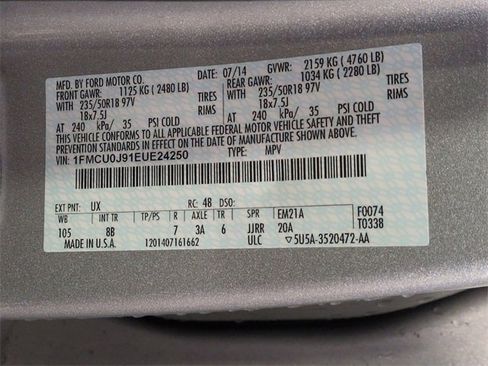 MFD. BY FORD MOTOR CO.
DATE: 07/14 GVWR: 2159 KG ( 4760 LB)
FRONT GAWR: 1125 KG ( 2480 LB) REAR GAWR: 1034 KG ( 2280 LB)
WITH 235/50R18 97V TIRES WITH 235/50R18 97V TIRES
18x7.5J RIMS 18x7.5J RIMS
AT 240 kPa/ 35 PSI COLD AT 240 kPa/ 35 PSI COLD
THIS VEHICLE CONFORMS TO ALL APPLICABLE FEDERAL MOTOR VEHICLE SAFETY AND THEFT
PREVENTION STANDARDS IN EFFECT ON THE DATE OF MANUFACTURE SHOWN ABOVE.
VIN: 1FMCU0J91EUE24250 TYPE: MPV
EXT PNT: UX RC: 48 DSO: F0074
WB INT TR TP/PS R AXLE TR SPR EM21A T0338
105 8B 7 3A 6 JJRR 20A
MADE IN U.S.A. 1201407161662 ULC 5U5A-3520472-AA